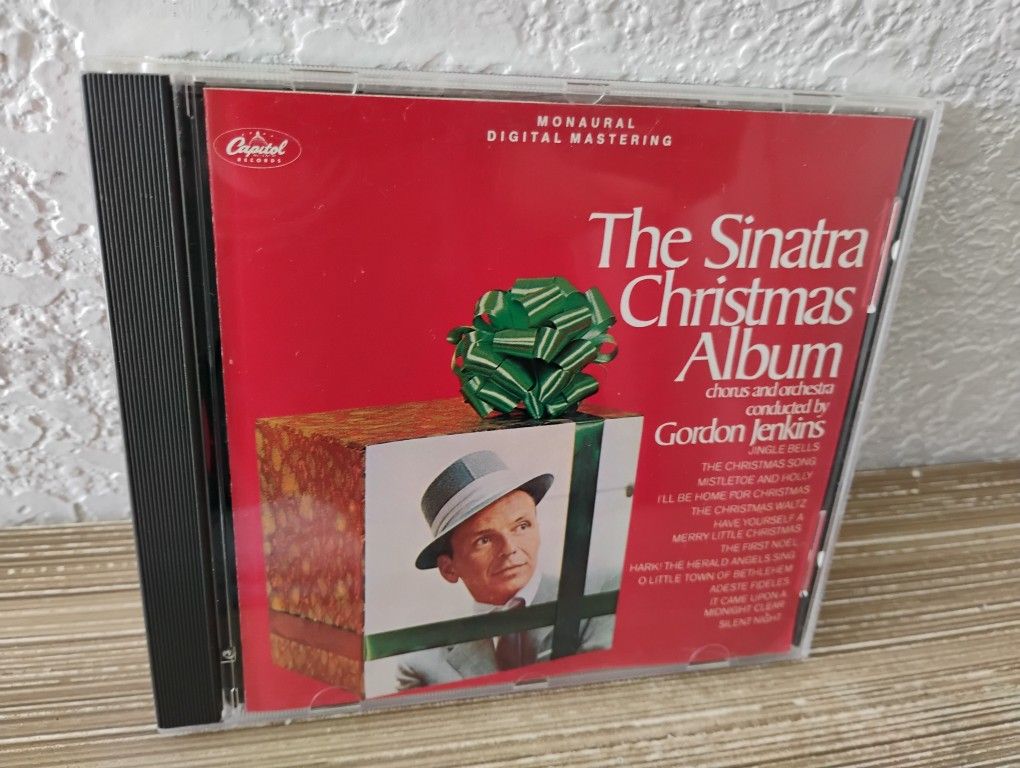 MONAURAL
DIGITAL MASTERING
Capitol
RECORDS
The Sinatra
Christmas
Album
chorus and orchestra
conducted by
Gordon Jenkins
JINGLE BELLS
THE CHRISTMAS SONG
MISTLETOE AND HOLLY
I'LL BE HOME FOR CHRISTMAS
THE CHRISTMAS WALTZ
HAVE YOURSELF A
MERRY LITTLE CHRISTMAS
THE FIRST NOEL
HARK! THE HERALD ANGELS SING
O LITTLE TOWN OF BETHLEHEM
ADESTE FIDELES
IT CAME UPON A
MIDNIGHT CLEAR
SILENT NIGHT